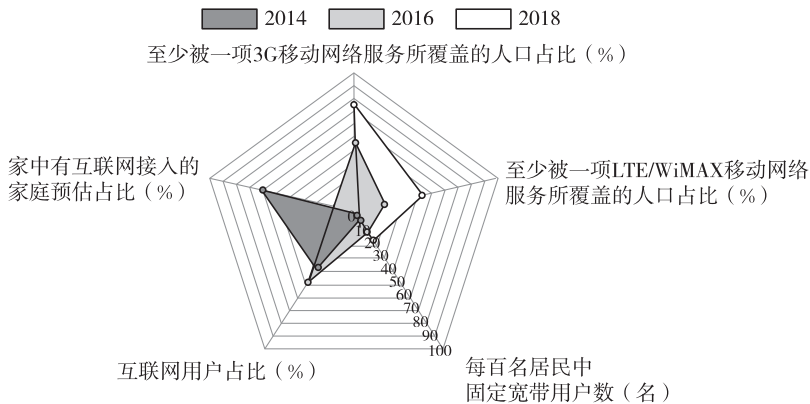 2014 2016 2018
至少被一项3G移动网络服务所覆盖的人口占比（%）
家中有互联网接入的
家庭预估占比（%）
至少被一项LTE/WiMAX移动网络
服务所覆盖的人口占比（%）
0
10
20
30
40
50
60
70
80
90
100
互联网用户占比（%）
每百名居民中
固定宽带用户数（名）